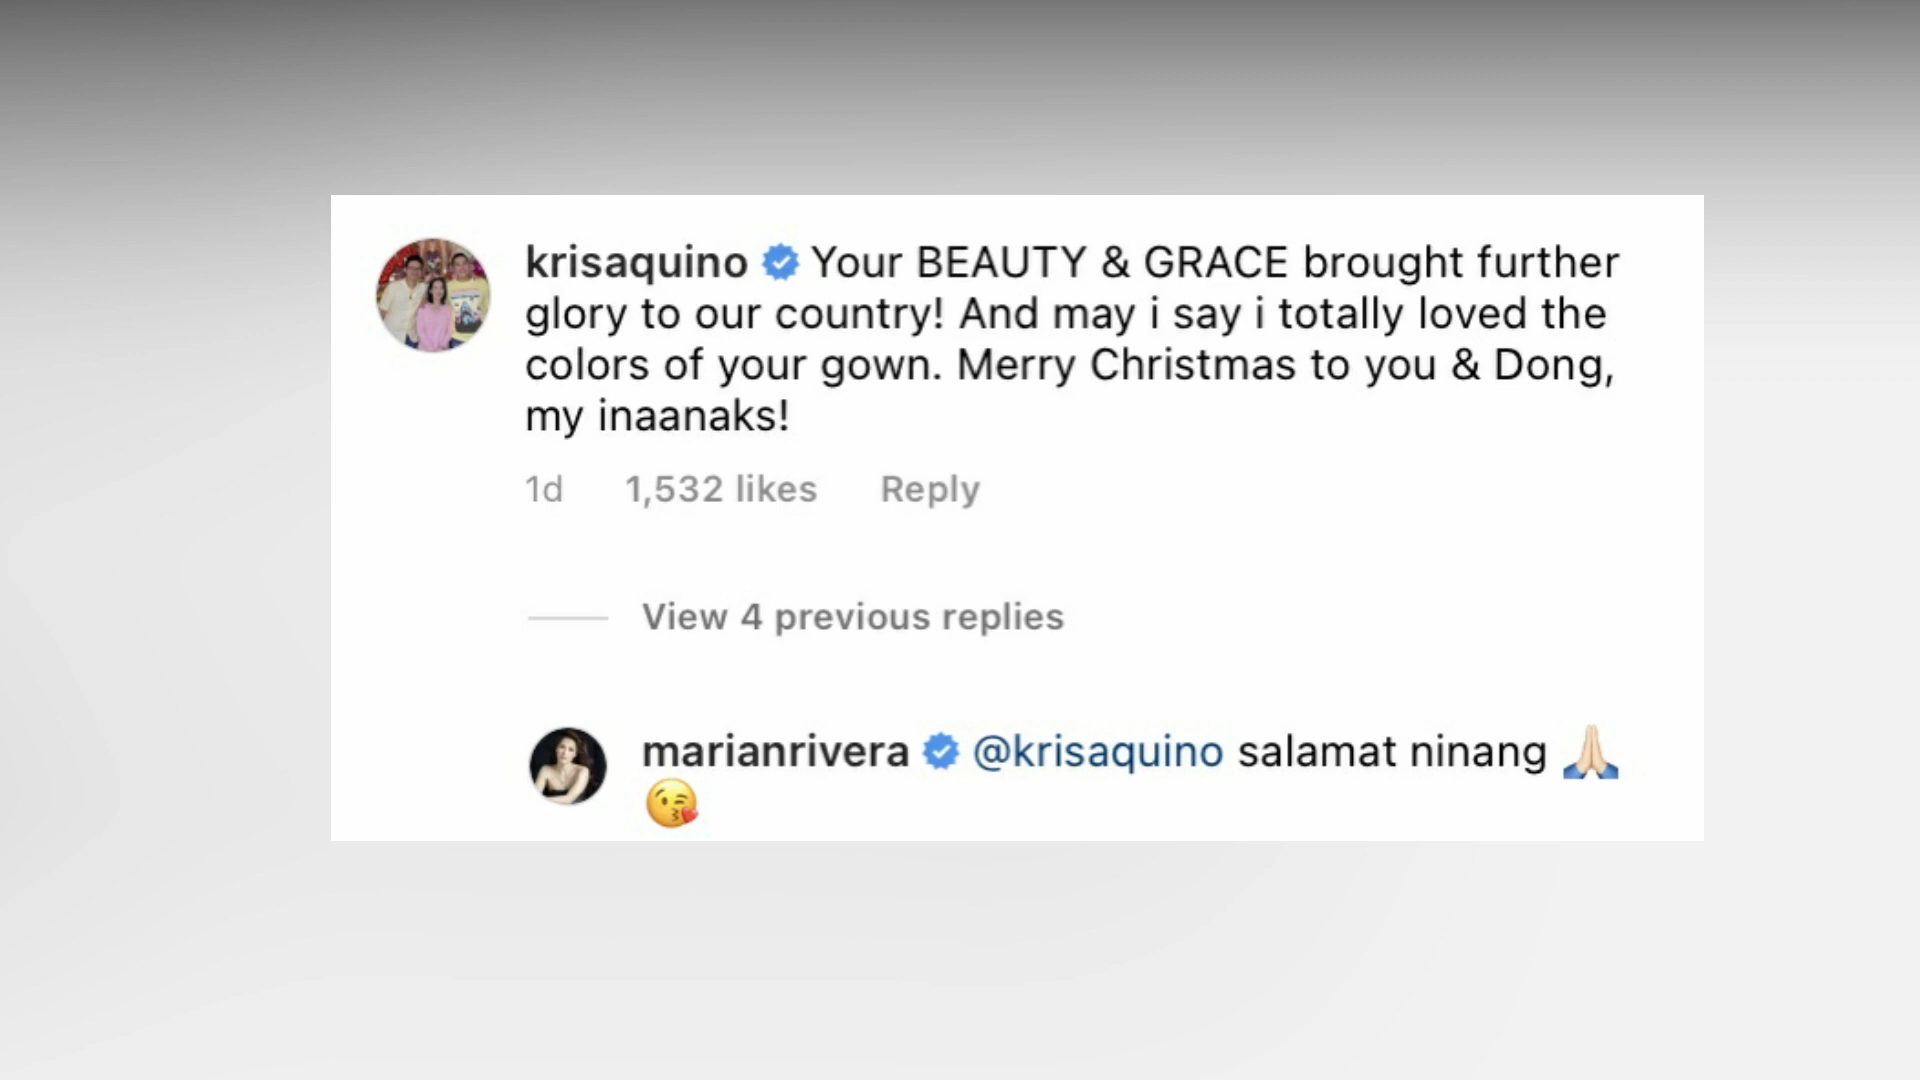 krisaquino Your BEAUTY & GRACE brought further
glory to our country! And may i say i totally loved the
colors of your gown. Merry Christmas to you & Dong,
my inaanaks!
1d 1,532 likes Reply
View 4 previous replies
marianrivera @krisaquino salamat ninang 🙏🏻
😘